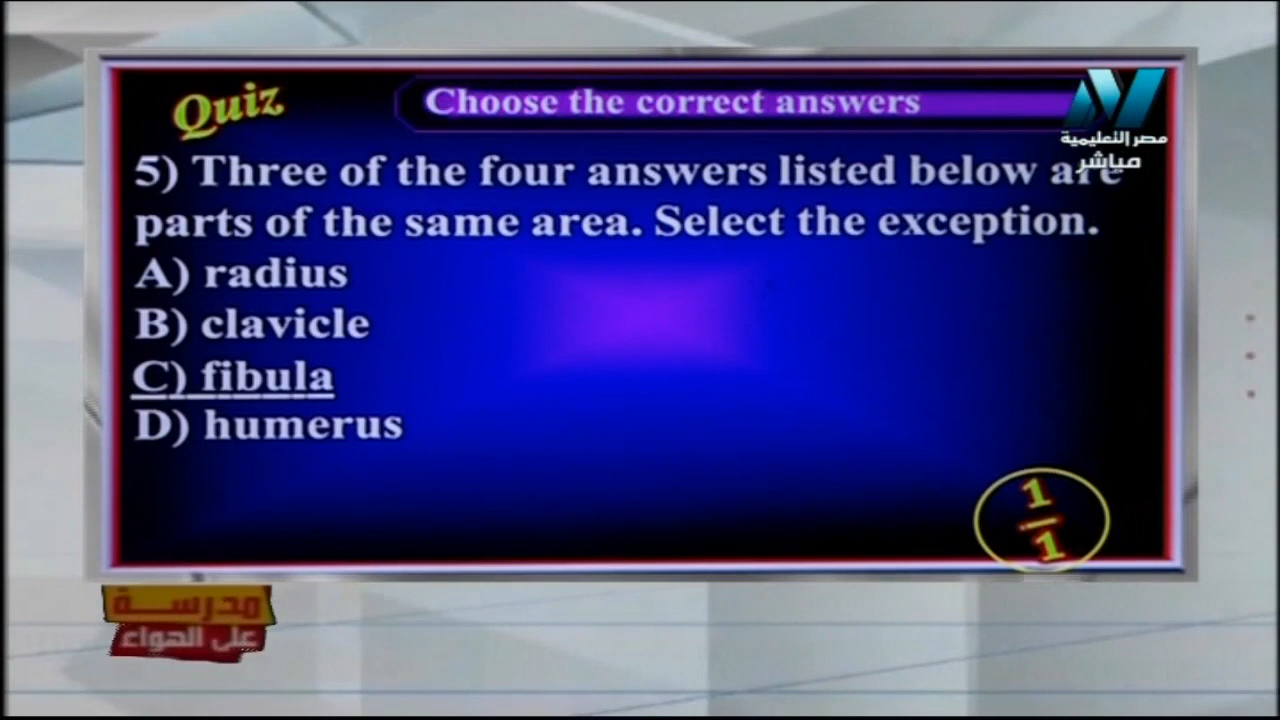 Quiz
Choose the correct answers
مصر التعليمية
مباشر
5) Three of the four answers listed below are
parts of the same area. Select the exception.
A) radius
B) clavicle
C) fibula
D) humerus
1
1
مدرسة
على الهواء